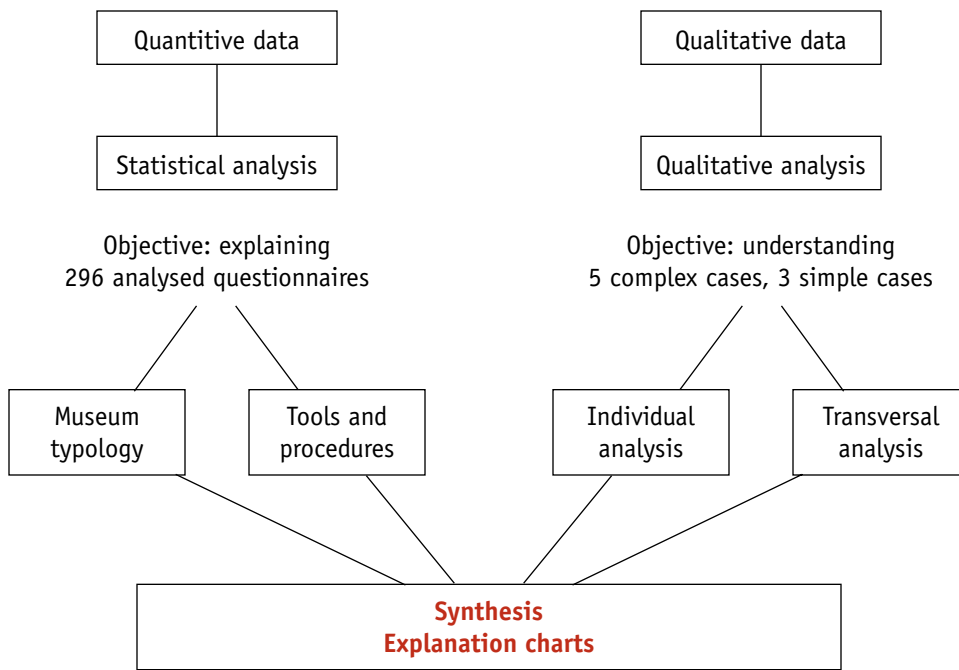 Quantitive data
Qualitative data
Statistical analysis
Qualitative analysis
Objective: explaining
296 analysed questionnaires
Objective: understanding
5 complex cases, 3 simple cases
Museum
typology
Tools and
procedures
Individual
analysis
Transversal
analysis
Synthesis
Explanation charts